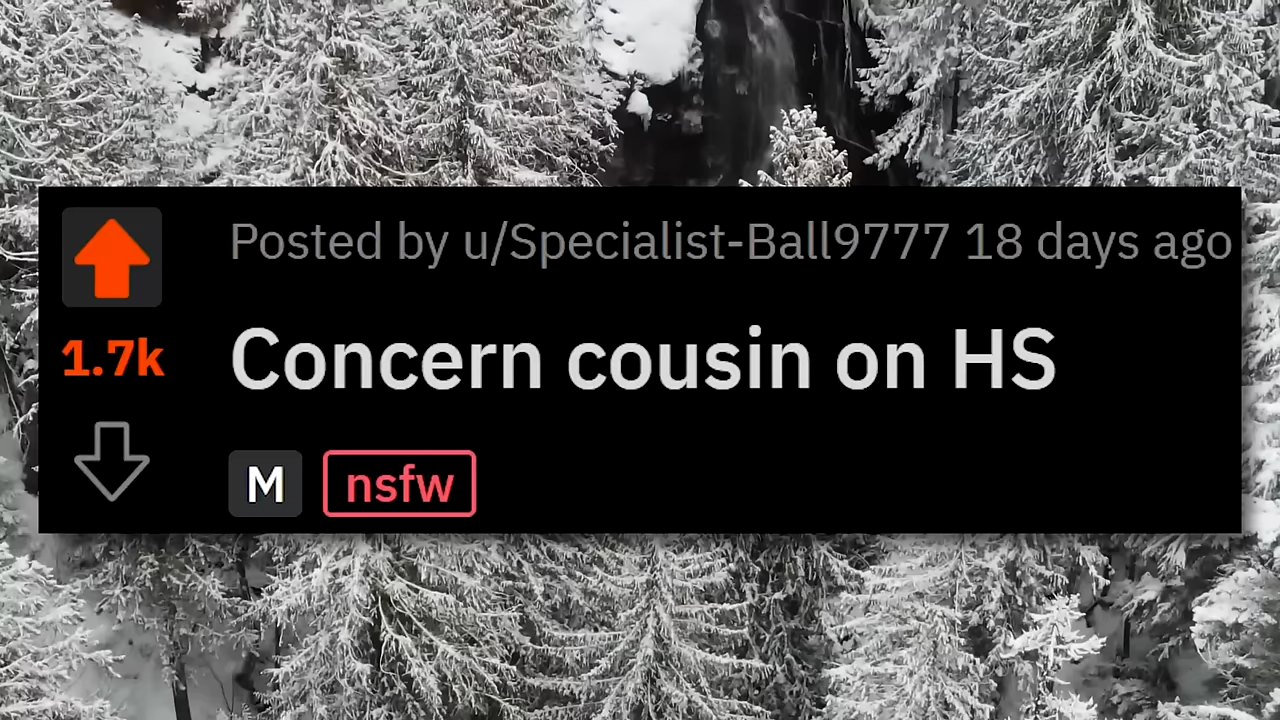 Posted by u/Specialist-Ball9777 18 days ago
1.7k
Concern cousin on HS
M nsfw